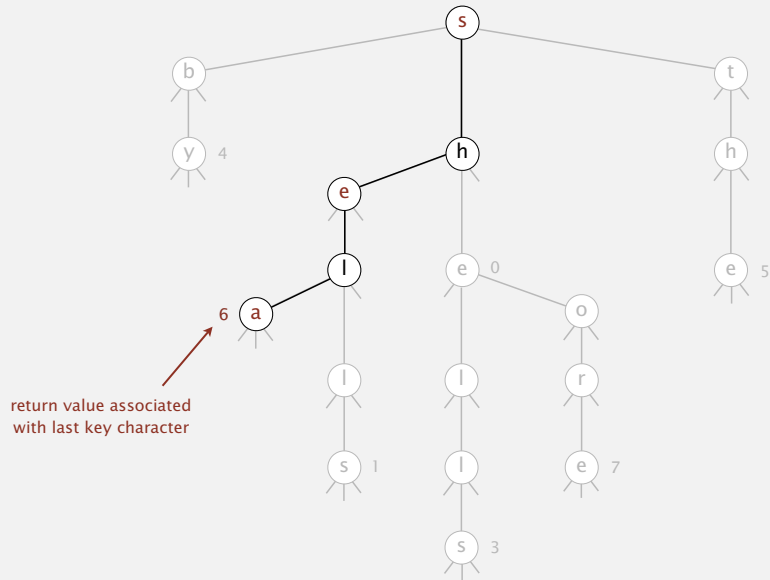 s
b
t
y 4
h
h
e
l
e 0
e 5
6 a
o
l
l
r
s 1
l
e 7
s 3
return value associated
with last key character